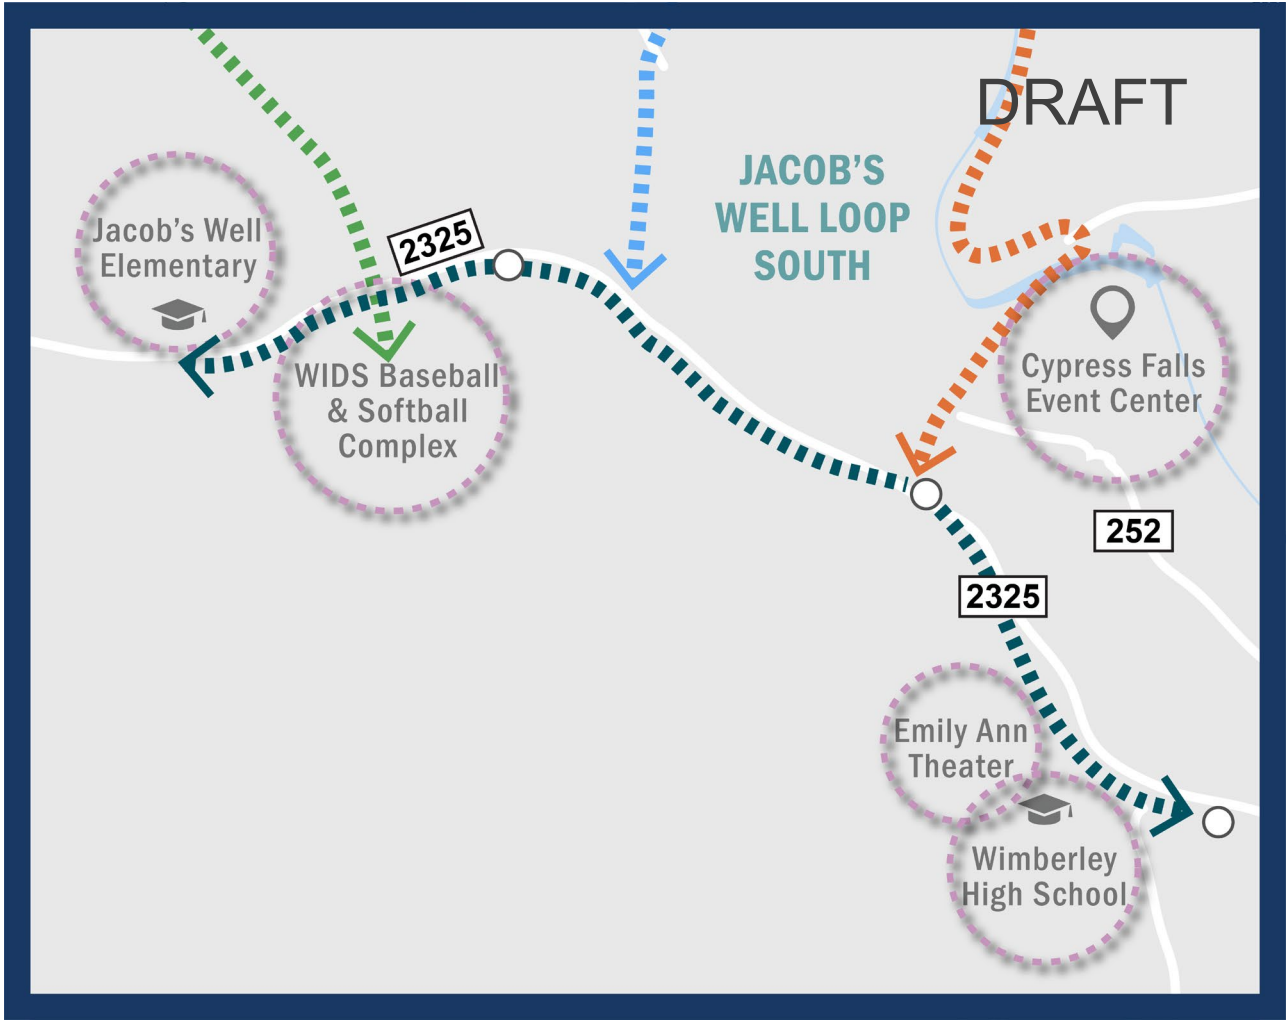 DRAFT
JACOB'S
WELL LOOP
SOUTH
Jacob's Well
Elementary
2325
WIDS Baseball
& Softball
Complex
Cypress Falls
Event Center
252
2325
Emily Ann
Theater
Wimberley
High School